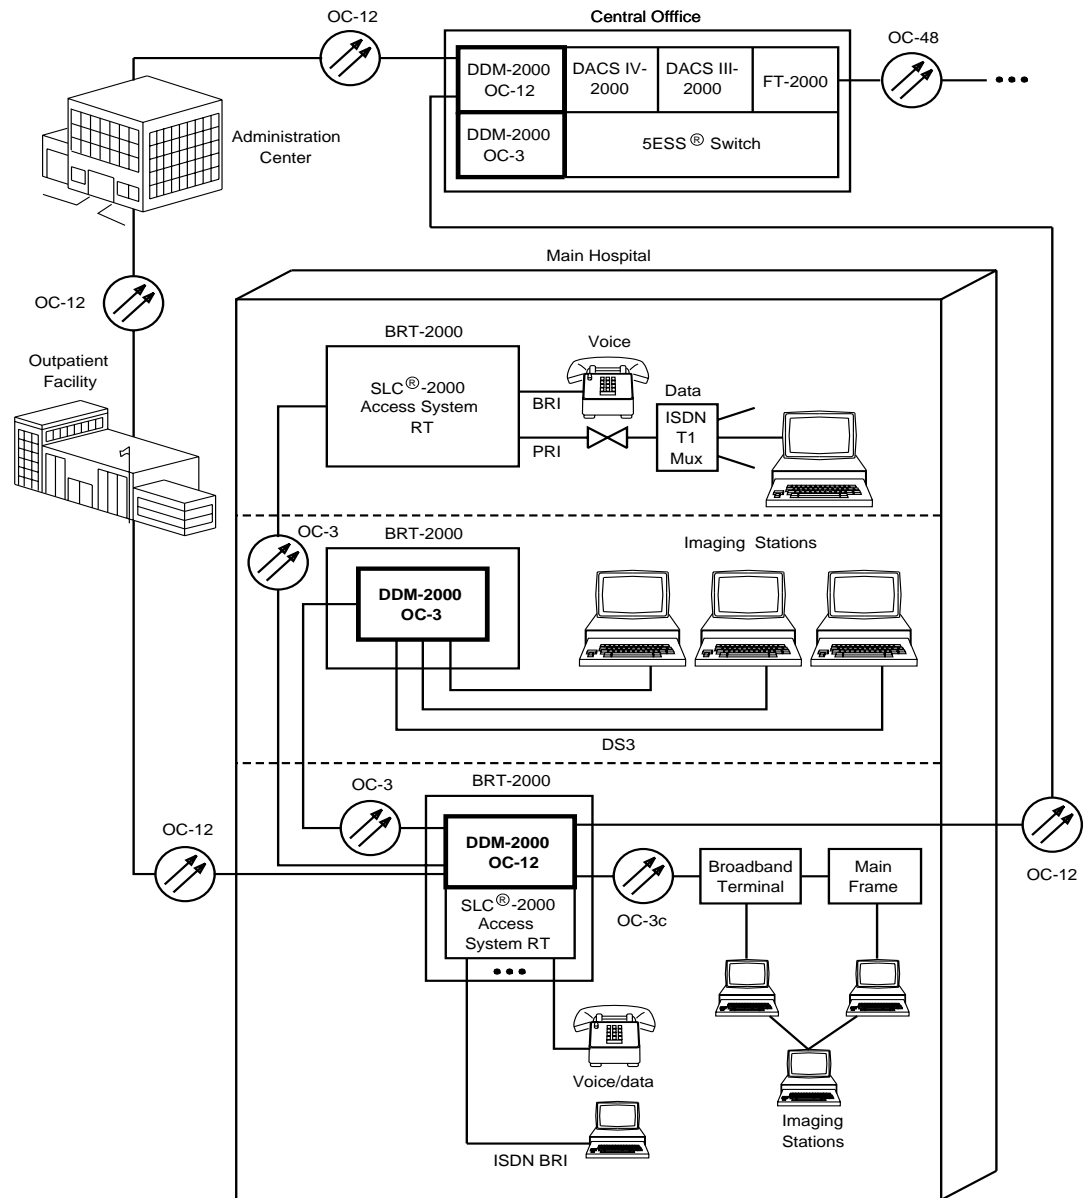 OC-12
Central Offfice
OC-48
DDM-2000
OC-12
DACS IV-
2000
DACS III-
2000
FT-2000
DDM-2000
OC-3
5ESS® Switch
Administration
Center
Main Hospital
OC-12
BRT-2000
Voice
Outpatient
Facility
SLC®-2000
Access System
RT
BRI
PRI
Data
ISDN
T1
Mux
OC-3
BRT-2000
Imaging Stations
DDM-2000
OC-3
DS3
BRT-2000
OC-3
OC-12
DDM-2000
OC-12
Broadband
Terminal
Main
Frame
OC-12
SLC®-2000
Access
System RT
OC-3c
Voice/data
Imaging
Stations
ISDN BRI